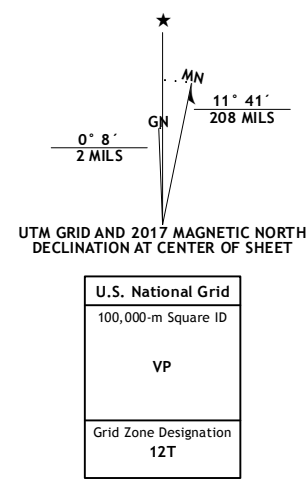 ★
MN
GN
11° 41´
208 MILS
0° 8´
2 MILS
UTM GRID AND 2017 MAGNETIC NORTH
DECLINATION AT CENTER OF SHEET
U.S. National Grid
100,000-m Square ID
VP
Grid Zone Designation
12T